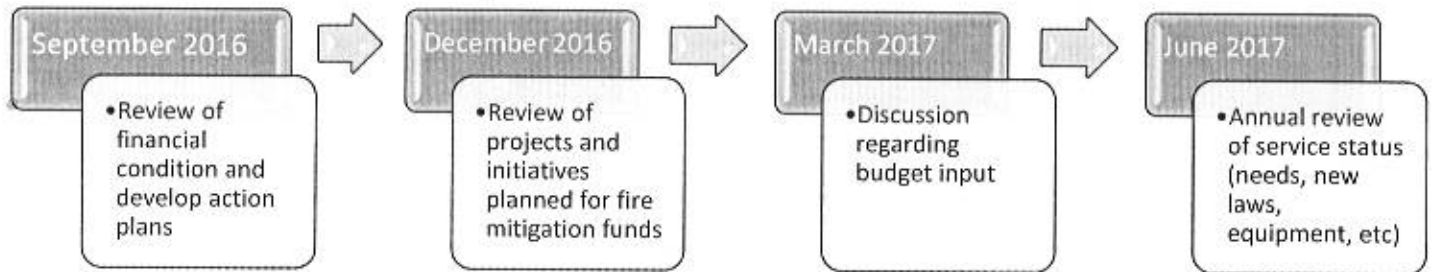 September 2016
•Review of
financial
condition and
develop action
plans
December 2016
•Review of
projects and
initiatives
planned for fire
mitigation funds
March 2017
•Discussion
regarding
budget input
June 2017
•Annual review
of service status
(needs, new
laws,
equipment, etc)